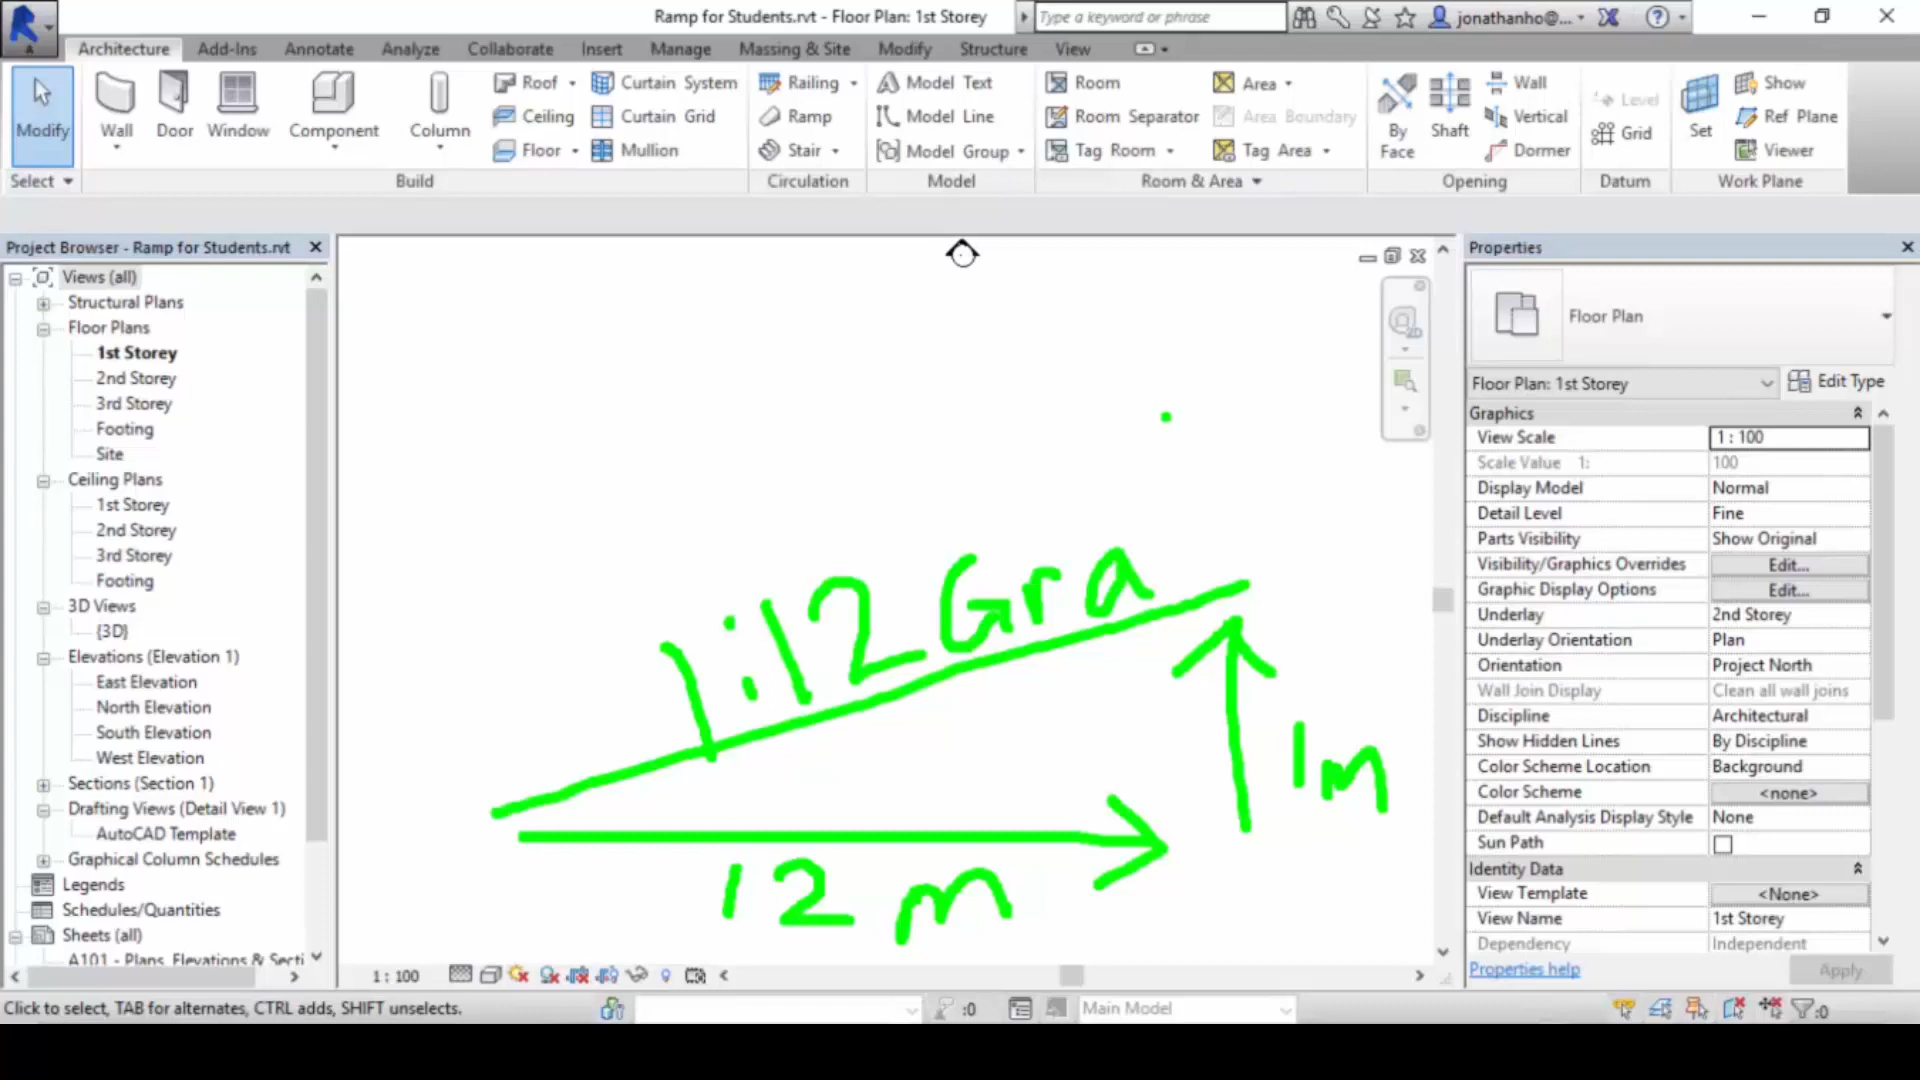 Ramp for Students.rvt - Floor Plan: 1st Storey
Type a keyword or phrase
jonathanho@...
Architecture Add-Ins Annotate Analyze Collaborate Insert Manage Massing & Site Modify Structure View
Modify Wall Door Window Component Column
Roof Curtain System Railing Model Text Room Area Wall Level Show
Ceiling Curtain Grid Ramp Model Line Room Separator Area Boundary By Face Shaft Vertical Grid Set Ref Plane
Floor Mullion Stair Model Group Tag Room Tag Area Dormer Viewer
Select Build Circulation Model Room & Area Opening Datum Work Plane
Project Browser - Ramp for Students.rvt
Views (all)
Structural Plans
Floor Plans
1st Storey
2nd Storey
3rd Storey
Footing
Site
Ceiling Plans
1st Storey
2nd Storey
3rd Storey
Footing
3D Views
{3D}
Elevations (Elevation 1)
East Elevation
North Elevation
South Elevation
West Elevation
Sections (Section 1)
Drafting Views (Detail View 1)
AutoCAD Template
Graphical Column Schedules
Legends
Schedules/Quantities
Sheets (all)
A101 - Plans, Elevations & Secti
2D
1:12 Gra
1m
12 m
Properties
Floor Plan
Floor Plan: 1st Storey Edit Type
Graphics
View Scale 1 : 100
Scale Value 1: 100
Display Model Normal
Detail Level Fine
Parts Visibility Show Original
Visibility/Graphics Overrides Edit...
Graphic Display Options Edit...
Underlay 2nd Storey
Underlay Orientation Plan
Orientation Project North
Wall Join Display Clean all wall joins
Discipline Architectural
Show Hidden Lines By Discipline
Color Scheme Location Background
Color Scheme <none>
Default Analysis Display Style None
Sun Path
Identity Data
View Template <None>
View Name 1st Storey
Dependency Independent
Properties help Apply
1 : 100
Click to select, TAB for alternates, CTRL adds, SHIFT unselects.
:0 Main Model :0